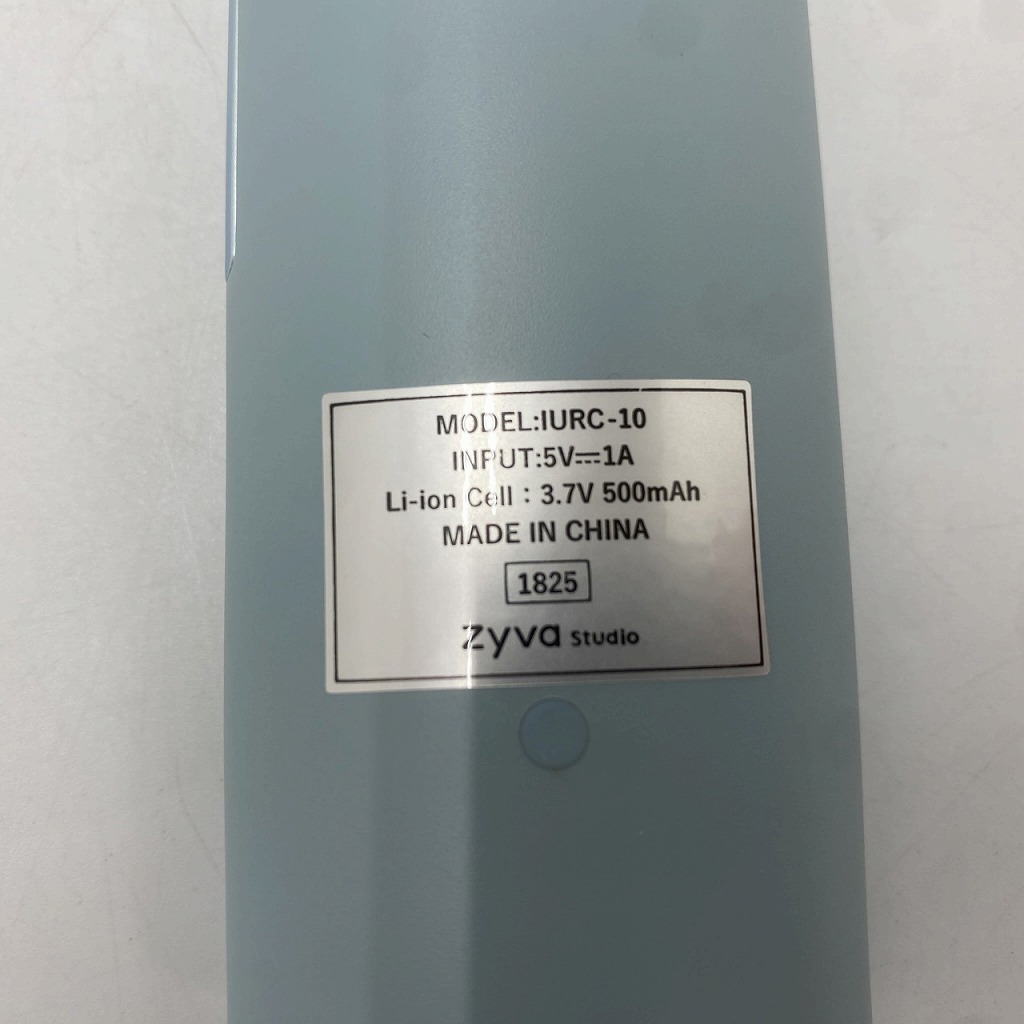 MODEL:IURC-10
INPUT:5V⎓1A
Li-ion Cell : 3.7V 500mAh
MADE IN CHINA
1825
zyva Studio